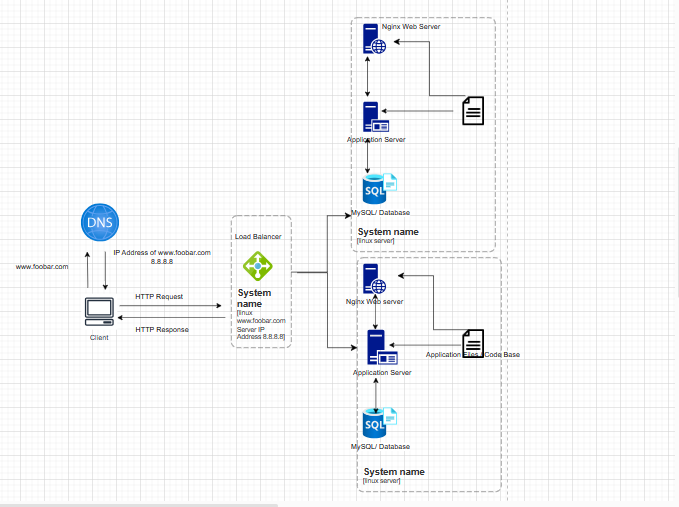 Nginx Web Server
Application Server
MySQL/ Database
System name
[linux server]
DNS
www.foobar.com
IP Address of www.foobar.com
8.8.8.8
HTTP Request
HTTP Response
Client
Load Balancer
System
name
[linux
www.foobar.com
Server IP
Address 8.8.8.8]
SQL
Nginx Web server
Application Files / Code Base
Application Server
SQL
MySQL/ Database
System name
[linux server]